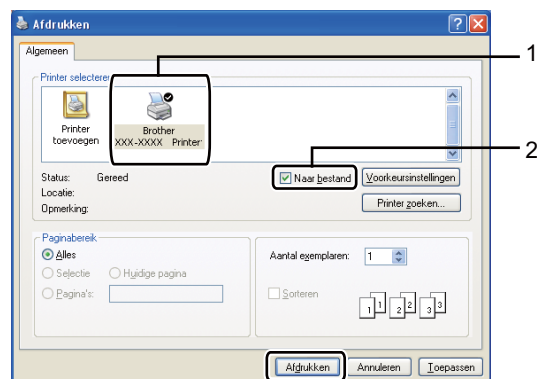 Afdrukken
1
Algemeen
Printer selecteren
Printer toevoegen
Brother
XXX-XXXX Printer
2
Status: Gereed
Naar bestand
Voorkeursinstellingen
Locatie:
Printer zoeken...
Opmerking:
Paginabereik
Alles
Selectie
Huidige pagina
Pagina's:
Aantal exemplaren: 1
Sorteren
1 1 2 2 3 3
Afdrukken
Annuleren
Toepassen